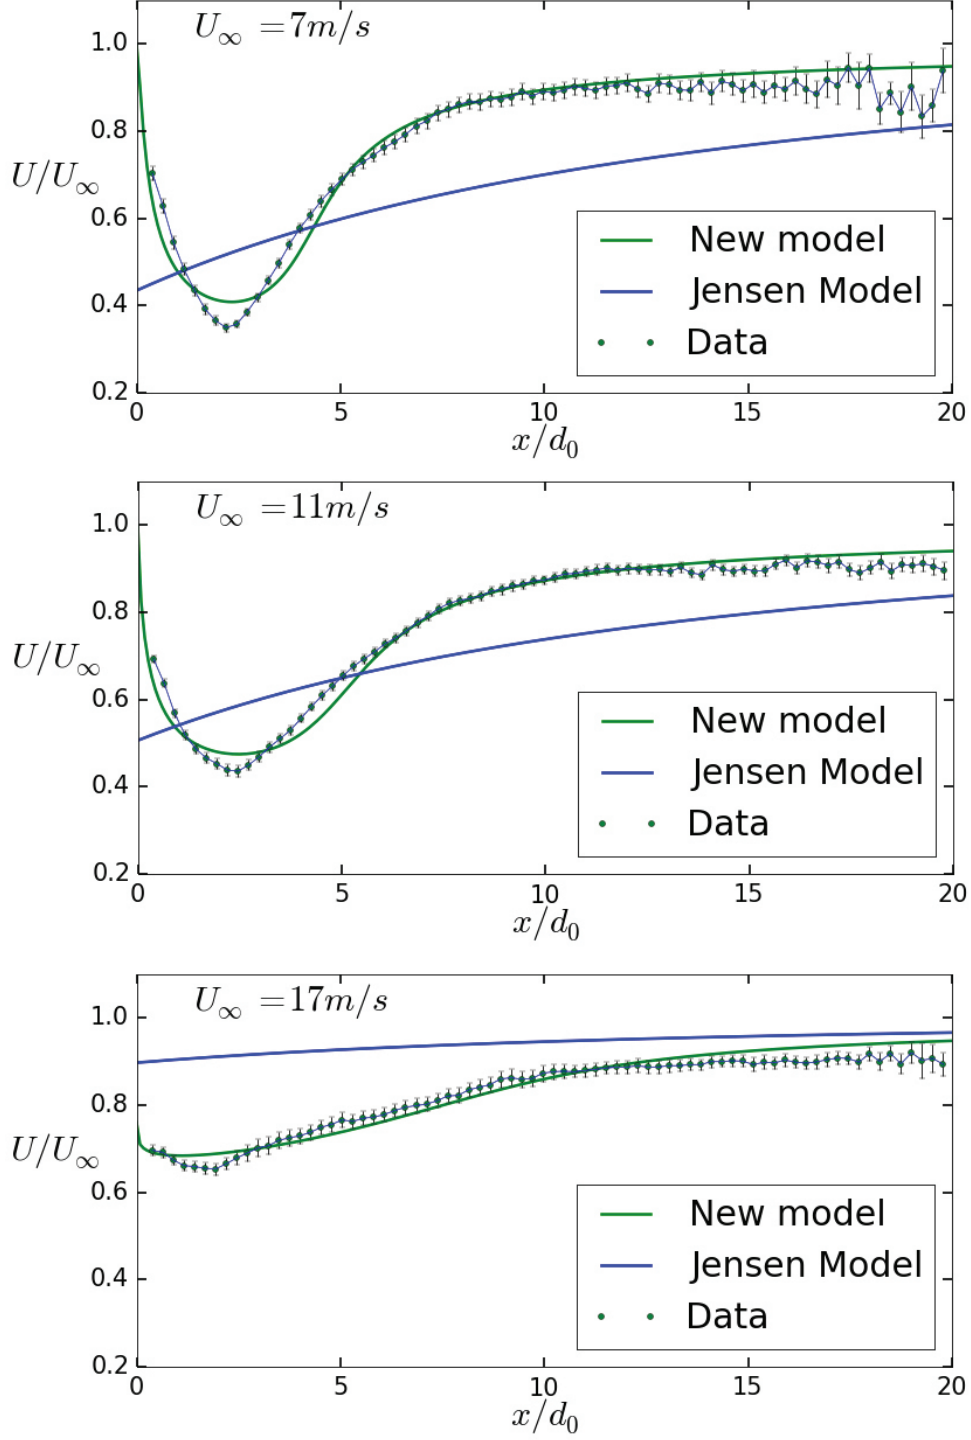 U∞ = 7m/s
1.0
0.8
U/U∞
0.6
0.4
0.2
New model
Jensen Model
Data
0 5 10 15 20
x/d0
U∞ = 11m/s
1.0
0.8
U/U∞
0.6
0.4
0.2
New model
Jensen Model
Data
0 5 10 15 20
x/d0
U∞ = 17m/s
1.0
0.8
U/U∞
0.6
0.4
0.2
New model
Jensen Model
Data
0 5 10 15 20
x/d0